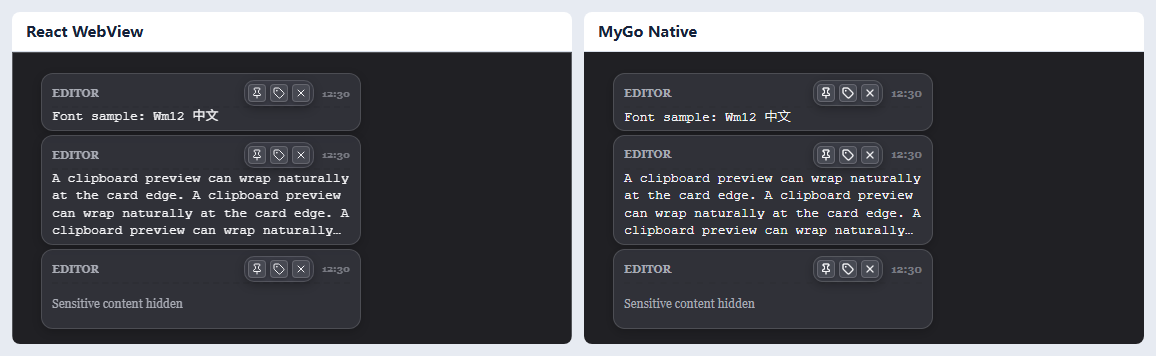 React WebView
EDITOR 12:30
Font sample: Wm12 中文
EDITOR 12:30
A clipboard preview can wrap naturally
at the card edge. A clipboard preview
can wrap naturally at the card edge. A
clipboard preview can wrap naturally…
EDITOR 12:30
Sensitive content hidden
MyGo Native
EDITOR 12:30
Font sample: Wm12 中文
EDITOR 12:30
A clipboard preview can wrap naturally
at the card edge. A clipboard preview
can wrap naturally at the card edge. A
clipboard preview can wrap naturally…
EDITOR 12:30
Sensitive content hidden